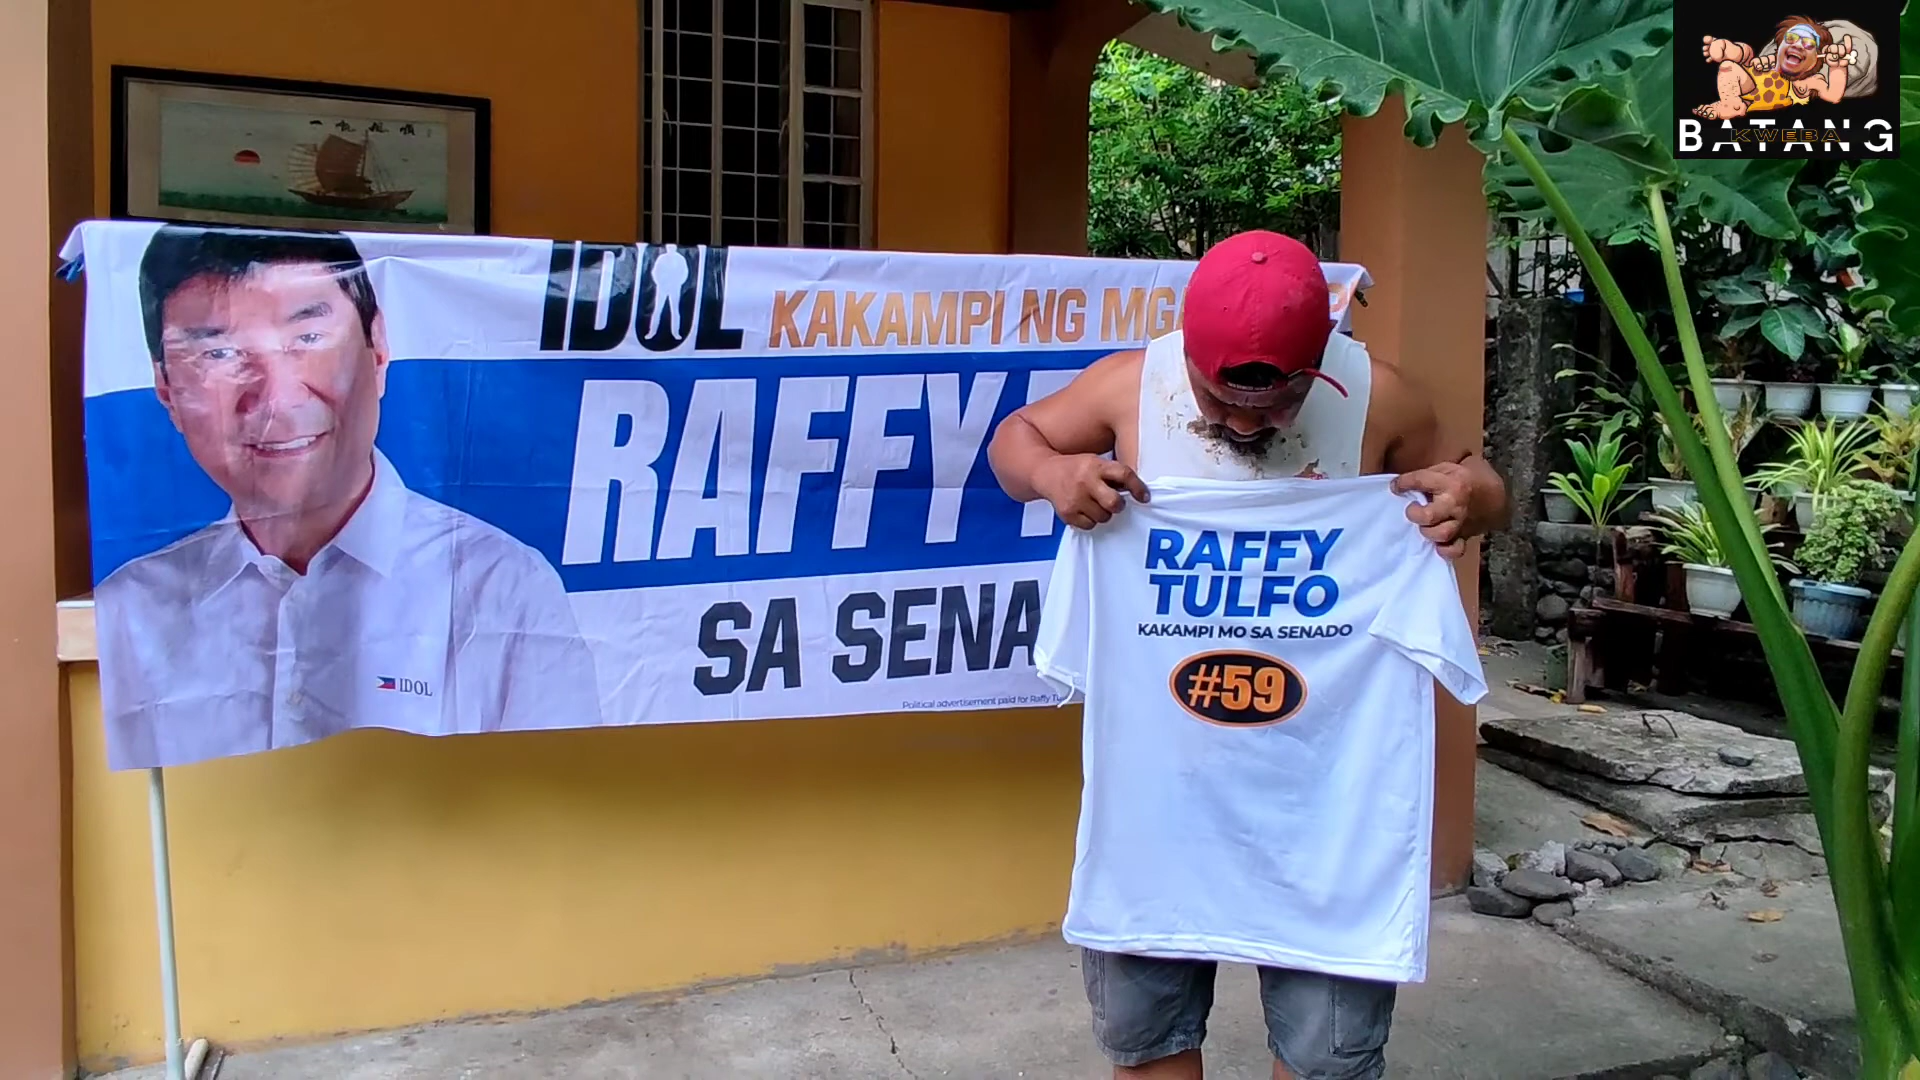 BATANG
KWEBA
IDOL KAKAMPI NG MGA
RAFFY
SA SENA
IDOL
Political advertisement paid for Raffy Tu
RAFFY
TULFO
KAKAMPI MO SA SENADO
#59